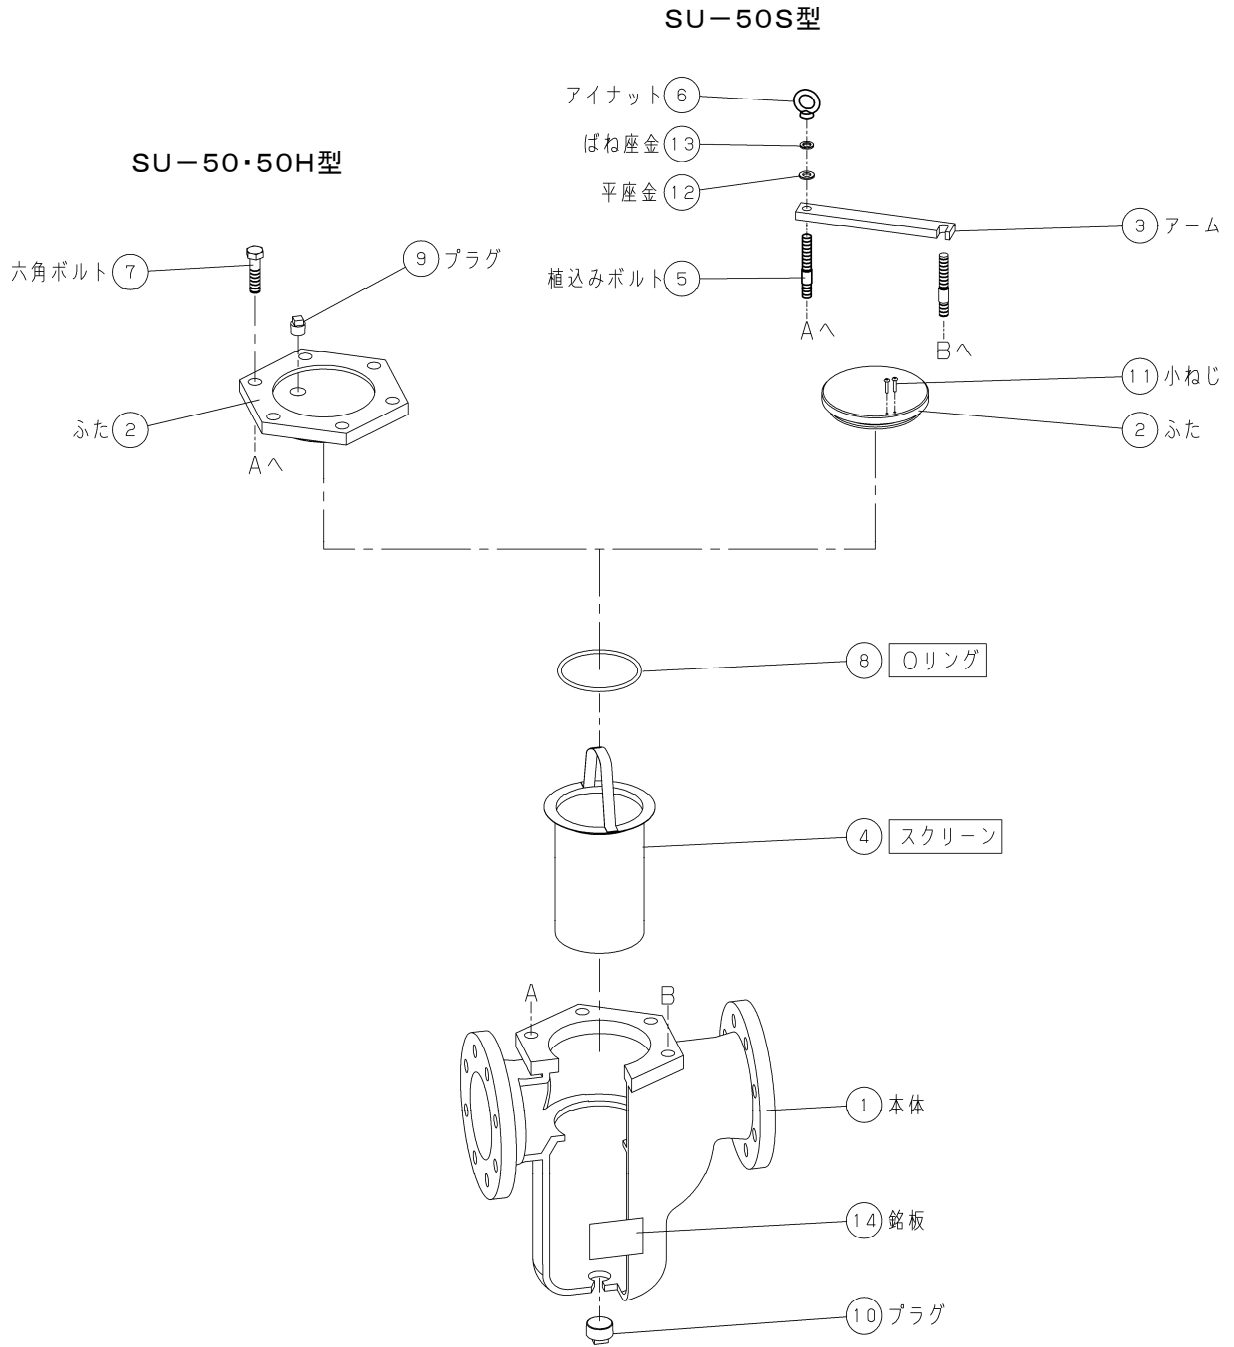 SU－50S型
アイナット 6
ばね座金 13
平座金 12
3 アーム
植込みボルト 5
Aへ
Bへ
11 小ねじ
2 ふた
SU－50・50H型
六角ボルト 7
9 プラグ
ふた 2
Aへ
8 Oリング
4 スクリーン
A
B
1 本体
14 銘板
10 プラグ